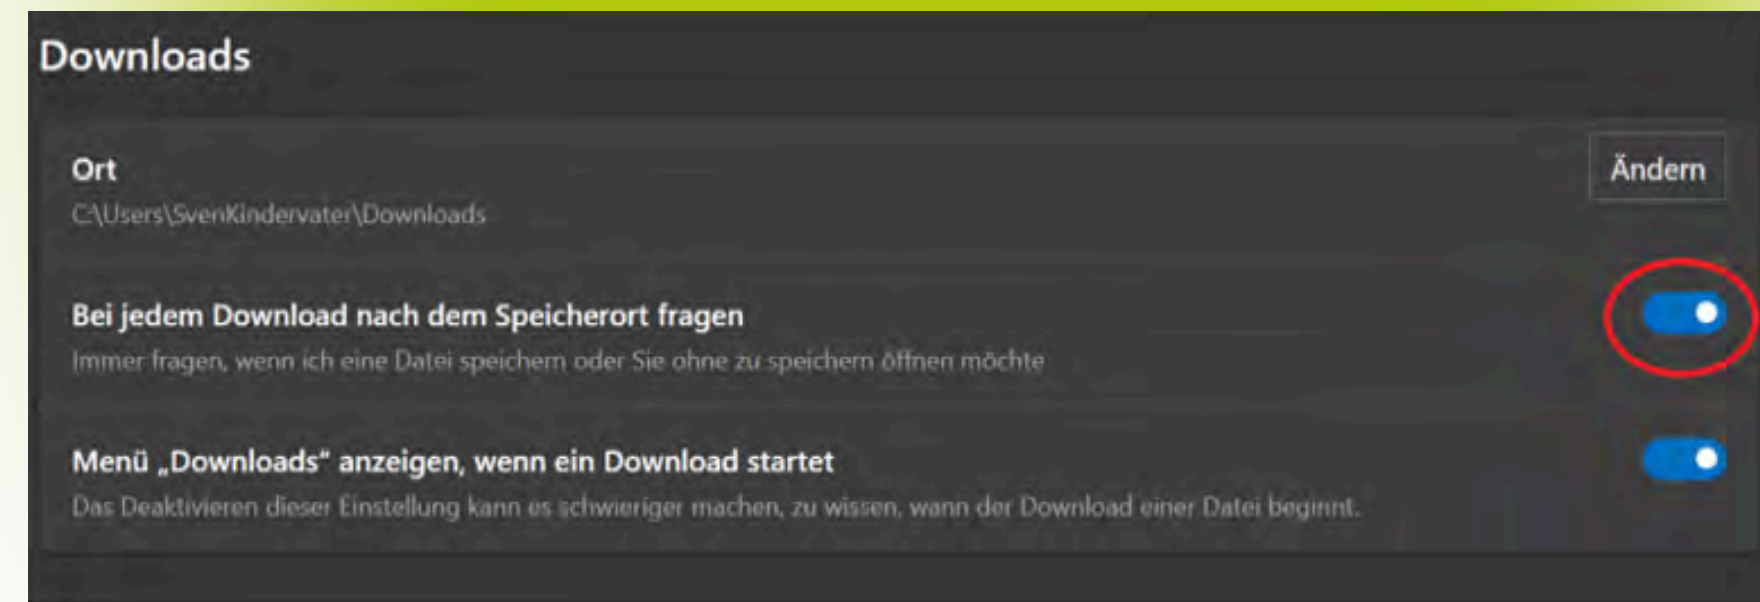 Downloads
Ort
Ändern
C:\Users\SvenKindervater\Downloads
Bei jedem Download nach dem Speicherort fragen
Immer fragen, wenn ich eine Datei speichern oder Sie ohne zu speichern öffnen möchte
Menü „Downloads“ anzeigen, wenn ein Download startet
Das Deaktivieren dieser Einstellung kann es schwieriger machen, zu wissen, wann der Download einer Datei beginnt.